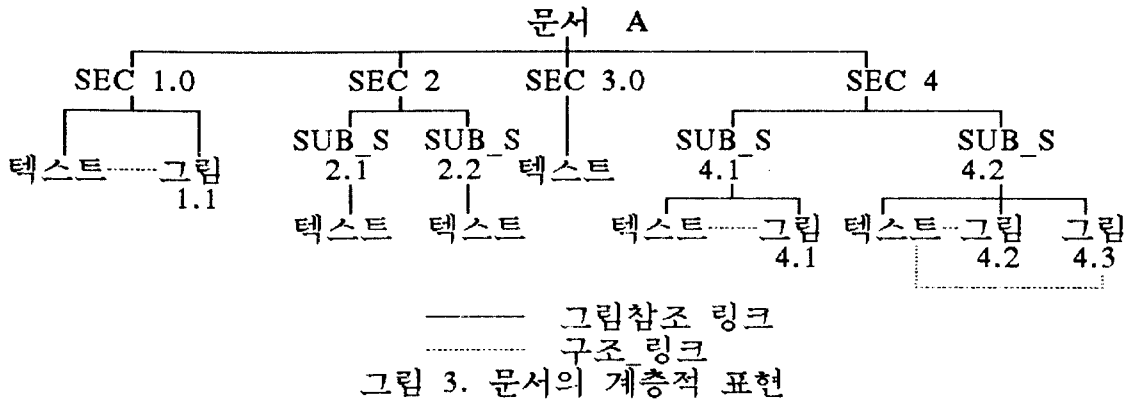 문서 A
SEC 1.0 SEC 2 SEC 3.0 SEC 4
SUB_S SUB_S SUB_S SUB_S
텍스트 그림 2.1 2.2 텍스트 4.1 4.2
1.1
텍스트 텍스트 텍스트 그림 텍스트 그림 그림
4.1 4.2 4.3
그림참조 링크
구조_링크
그림 3. 문서의 계층적 표현